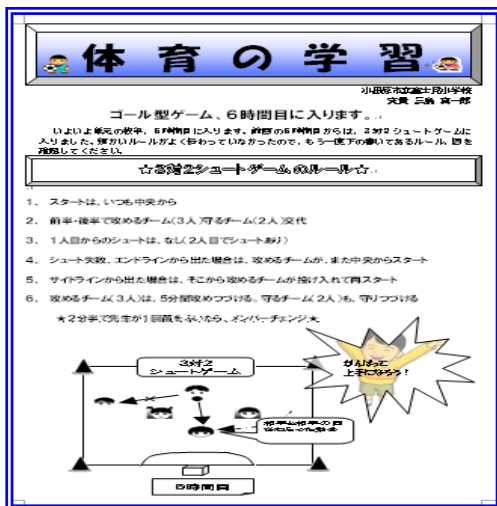 体育の学習
小田原市立富士見小学校
文責 三島 真一郎
ゴール型ゲーム、6時間目に入ります。
いよいよ単元の後半、6時間目に入ります。前回の5時間目からは、3対2シュートゲームに
入りました。細かいルールがよく伝わっていなかったので、もう一度下の書いてあるルール、図を
確認してください。
☆3対2シュートゲームのルール☆
1. スタートは、いつも中央から
2. 前半・後半で攻めるチーム(3人)守るチーム(2人)交代
3. 1人目からのシュートは、なし(2人目でシュートあり)
4. シュート失敗、エンドラインから出た場合は、攻めるチームが、また中央からスタート
5. サイドラインから出た場合は、そこから攻めるチームが投げ入れて再スタート
6. 攻めるチーム(3人)は、5分間攻めつづける。守るチーム(2人)も、守りつづける
★2分半で先生が1回笛をふいたら、メンバーチェンジ★
3対2
シュートゲーム
がんばって
上手になろう!
相手と相手の間